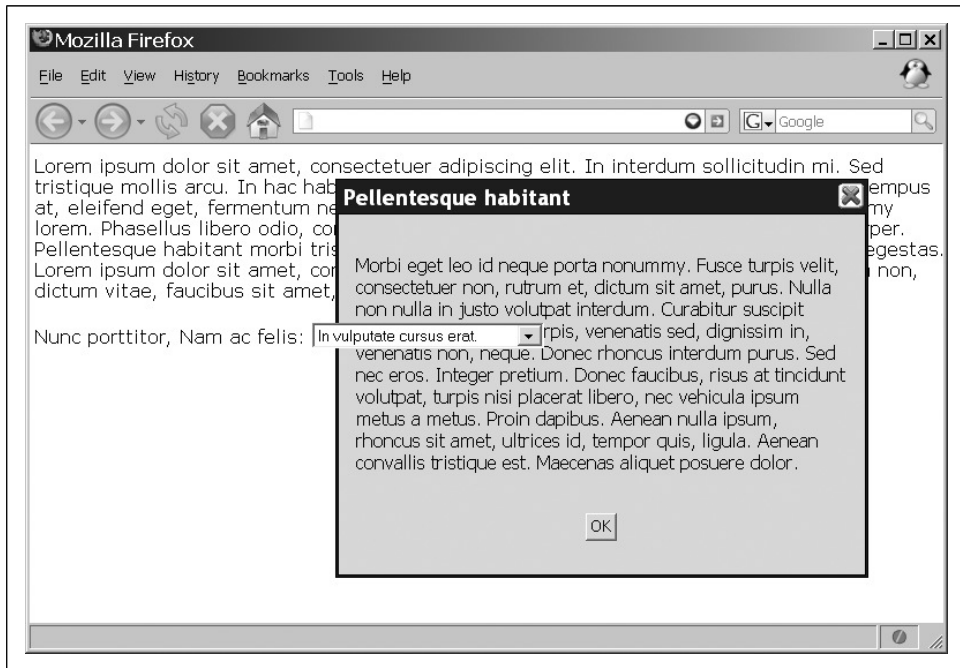 Mozilla Firefox
File Edit View History Bookmarks Tools Help
G Google
Lorem ipsum dolor sit amet, consectetuer adipiscing elit. In interdum sollicitudin mi. Sed
tristique mollis arcu. In hac hab empus
at, eleifend eget, fermentum ne my
lorem. Phasellus libero odio, cor per.
Pellentesque habitant morbi tris egestas.
Lorem ipsum dolor sit amet, cor non,
dictum vitae, faucibus sit amet,
Nunc porttitor, Nam ac felis: In vulputate cursus erat.
Pellentesque habitant
Morbi eget leo id neque porta nonummy. Fusce turpis velit,
consectetuer non, rutrum et, dictum sit amet, purus. Nulla
non nulla in justo volutpat interdum. Curabitur suscipit
rpis, venenatis sed, dignissim in,
venenatis non, neque. Donec rhoncus interdum purus. Sed
nec eros. Integer pretium. Donec faucibus, risus at tincidunt
volutpat, turpis nisi placerat libero, nec vehicula ipsum
metus a metus. Proin dapibus. Aenean nulla ipsum,
rhoncus sit amet, ultrices id, tempor quis, ligula. Aenean
convallis tristique est. Maecenas aliquet posuere dolor.
OK